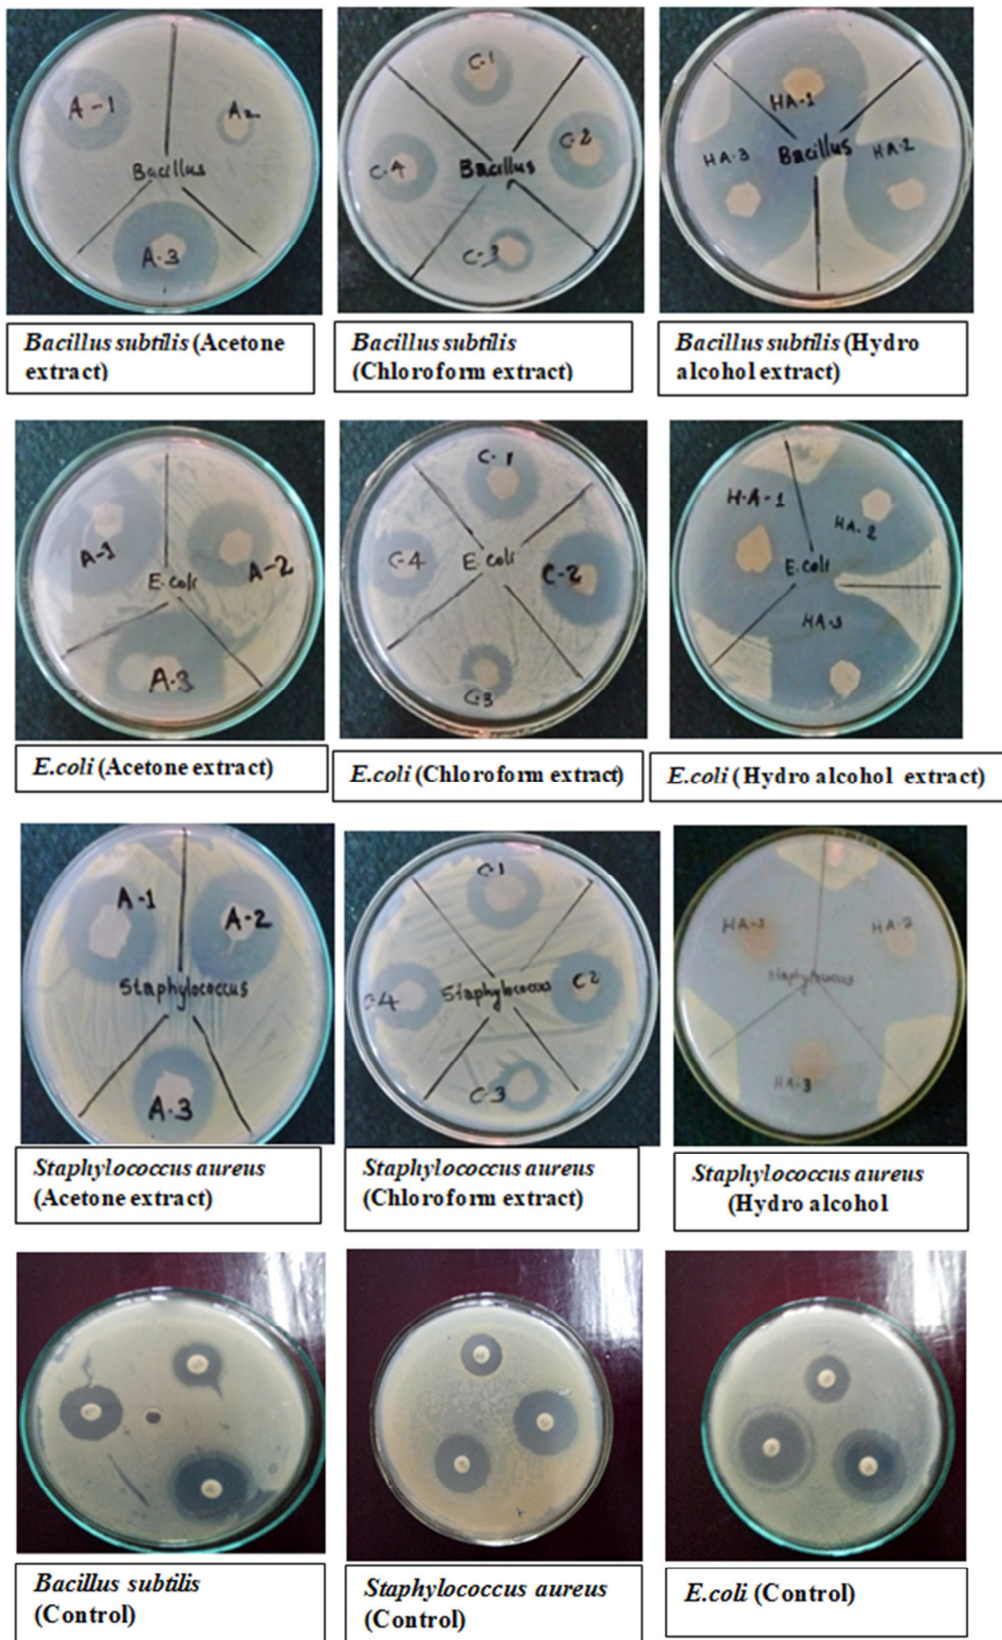 A-1
A2
Bacillus
A-3
C-1
C-2
C-4
Bacillus
C-3
HA-1
HA-3
Bacillus
HA-2
Bacillus subtilis (Acetone
extract)
Bacillus subtilis
(Chloroform extract)
Bacillus subtilis (Hydro
alcohol extract)
A-1
A-2
E.coli
A-3
C-1
C-4
E.coli
C-2
C-3
H-A-1
HA-2
E.coli
HA-3
E.coli (Acetone extract)
E.coli (Chloroform extract)
E.coli (Hydro alcohol extract)
A-1
A-2
Staphylococcus
A-3
C-1
C-4
Staphylococcus
C2
C-3
HA-1
HA-2
Staphylococcus
HA-3
Staphylococcus aureus
(Acetone extract)
Staphylococcus aureus
(Chloroform extract)
Staphylococcus aureus
(Hydro alcohol
Bacillus subtilis
(Control)
Staphylococcus aureus
(Control)
E.coli (Control)